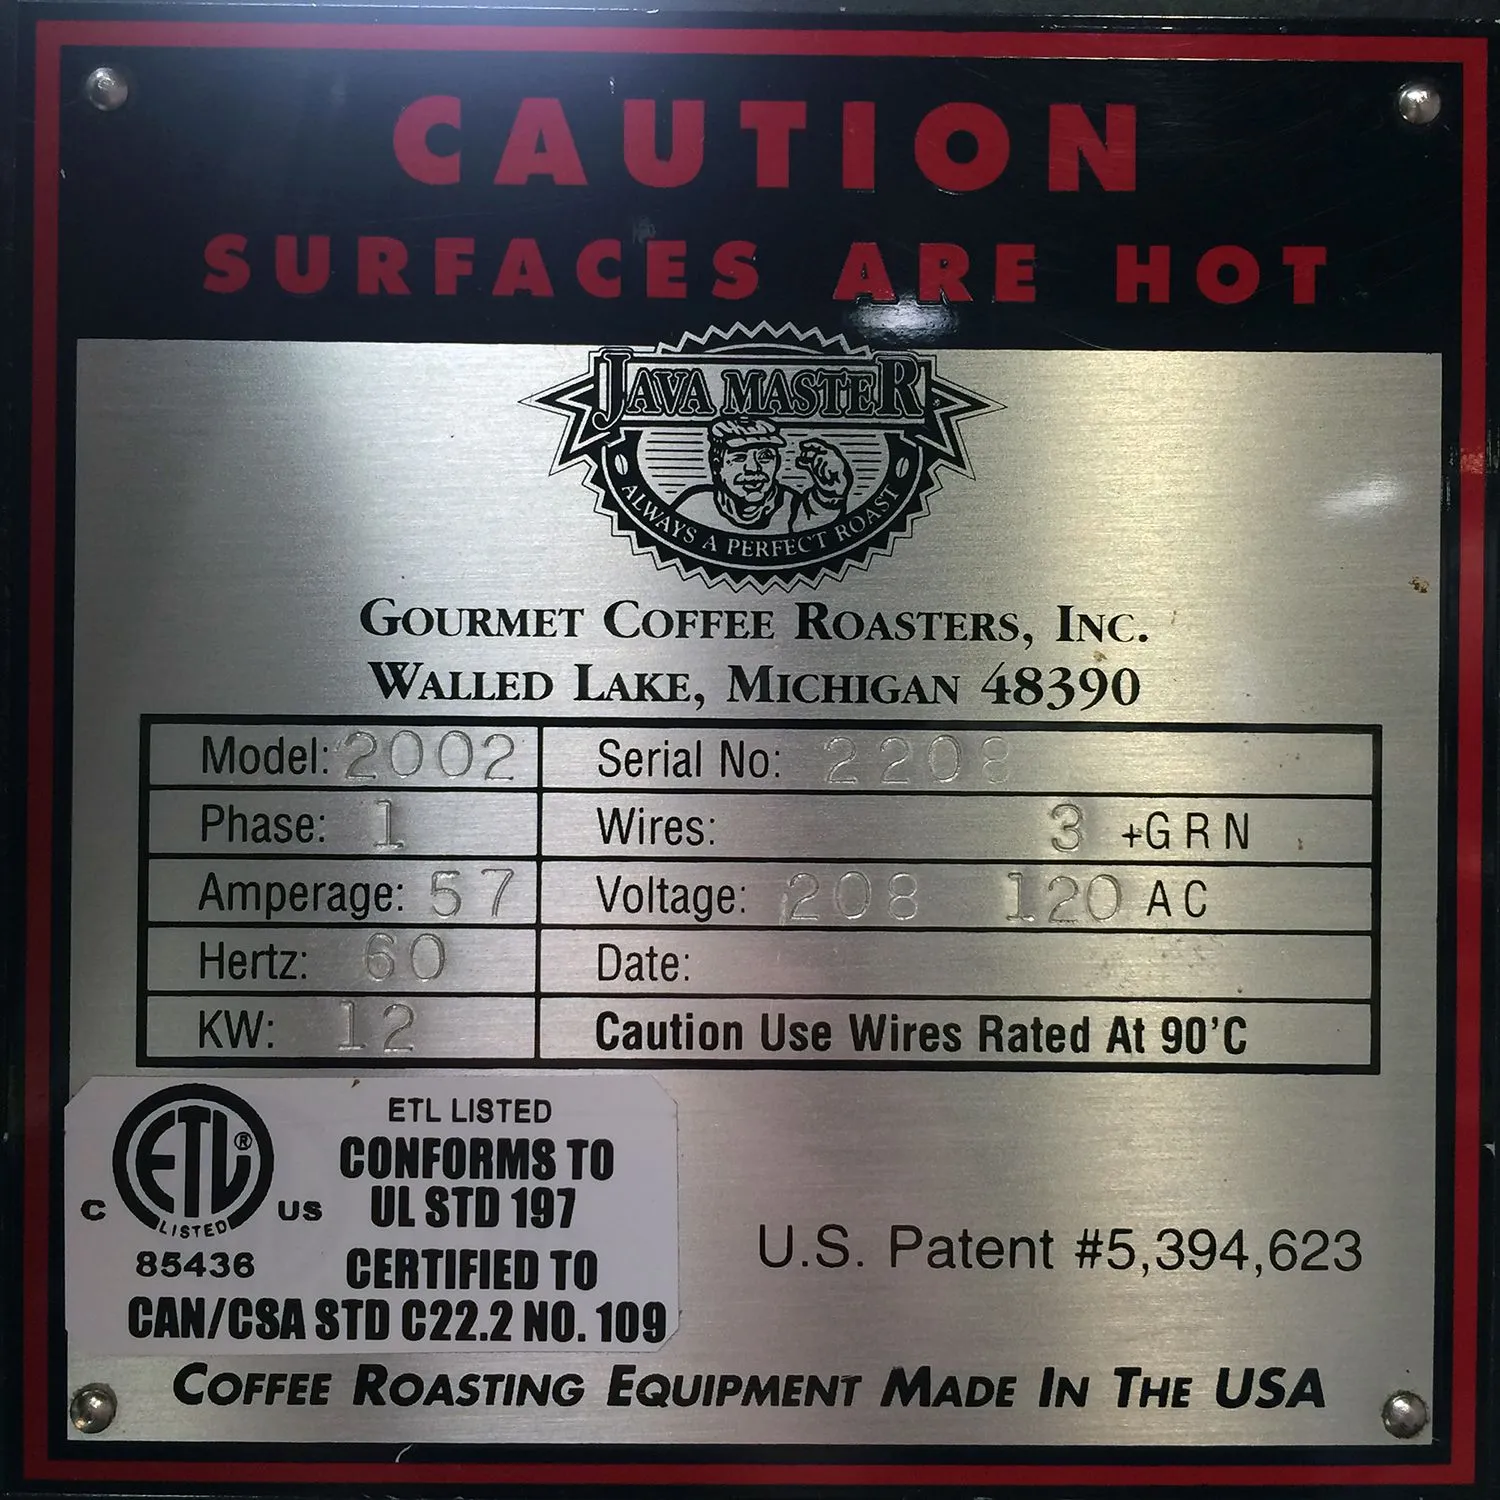 CAUTION
SURFACES ARE HOT
JAVA MASTER
ALWAYS A PERFECT ROAST
GOURMET COFFEE ROASTERS, INC.
WALLED LAKE, MICHIGAN 48390
Model: 2002 Serial No: 2208
Phase: 1 Wires: 3 +GRN
Amperage: 57 Voltage: 208 120 AC
Hertz: 60 Date:
KW: 12 Caution Use Wires Rated At 90'C
ETL LISTED
CONFORMS TO
UL STD 197
CERTIFIED TO
CAN/CSA STD C22.2 NO. 109
ETL ®
LISTED
C US
85436
U.S. Patent #5,394,623
COFFEE ROASTING EQUIPMENT MADE IN THE USA